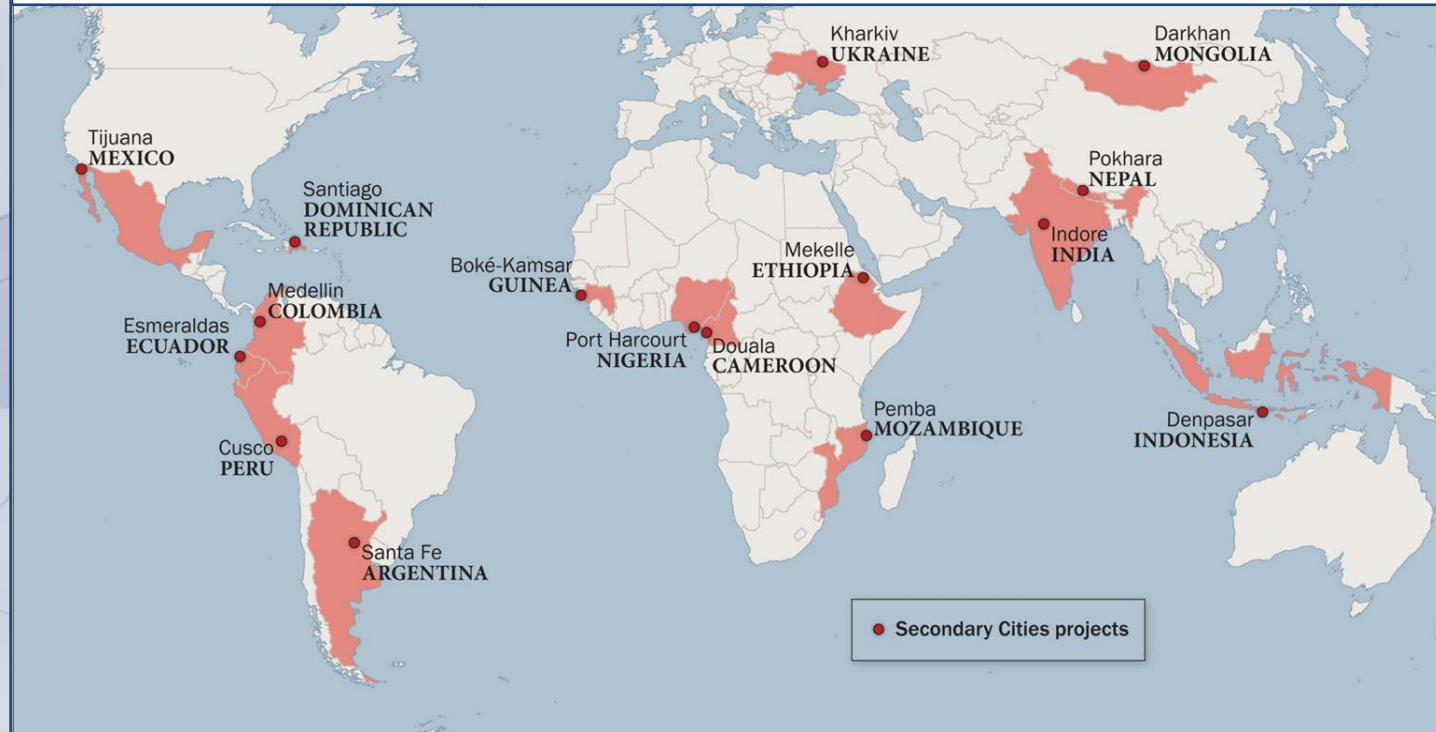 Kharkiv
UKRAINE
Darkhan
MONGOLIA
Tijuana
MEXICO
Pokhara
NEPAL
Santiago
DOMINICAN
REPUBLIC
Indore
INDIA
Mekelle
ETHIOPIA
Boké-Kamsar
GUINEA
Medellin
COLOMBIA
Esmeraldas
ECUADOR
Port Harcourt
NIGERIA
Douala
CAMEROON
Pemba
MOZAMBIQUE
Denpasar
INDONESIA
Cusco
PERU
Santa Fe
ARGENTINA
Secondary Cities projects